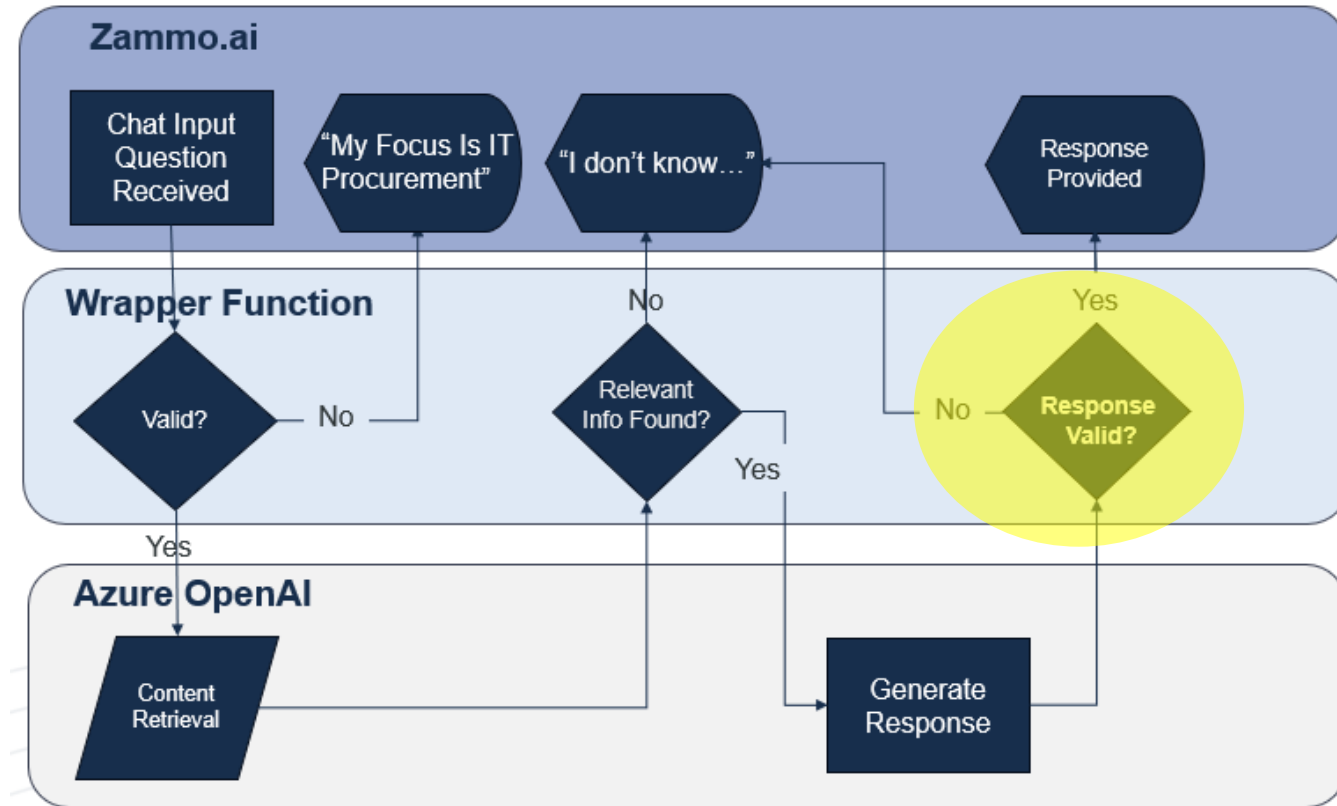 Zammo.ai
Chat Input
Question
Received
“My Focus Is IT
Procurement”
“I don’t know…”
Response
Provided
Wrapper Function
Valid?
No
Yes
Relevant
Info Found?
No
Yes
Response
Valid?
No
Yes
Azure OpenAI
Content
Retrieval
Generate
Response